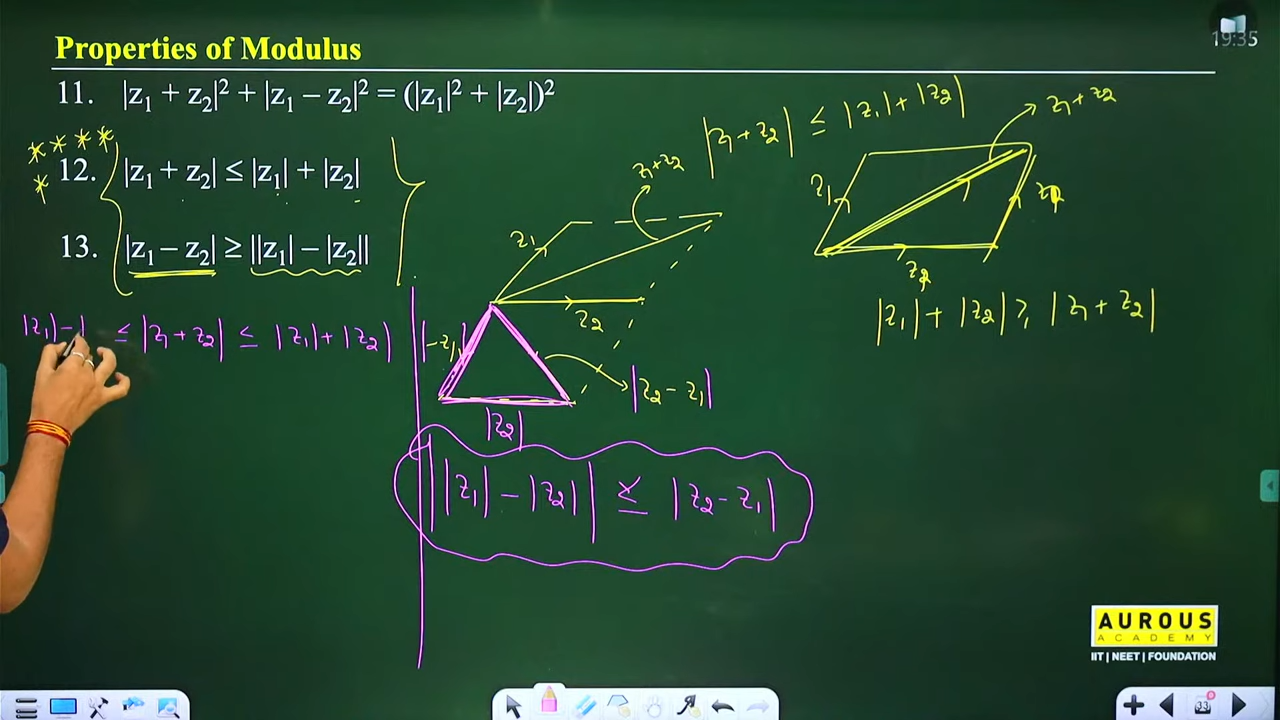 19:35
Properties of Modulus
11. |z₁ + z₂|² + |z₁ – z₂|² = (|z₁|² + |z₂|)²
12. |z₁ + z₂| ≤ |z₁| + |z₂|
13. |z₁ – z₂| ≥ ||z₁| – |z₂||
|z₁| - | ≤ |z₁ + z₂| ≤ |z₁| + |z₂|
|z₁ + z₂| ≤ |z₁| + |z₂|
z₁ + z₂
z₁
z₂
z₂
|z₁| + |z₂| ≥ |z₁ + z₂|
z₁+z₂
z₁
z₂
|-z₁|
|z₂ - z₁|
|z₂|
||z₁| - |z₂|| ≤ |z₂ - z₁|
AUROUS
ACADEMY
IIT | NEET | FOUNDATION
33